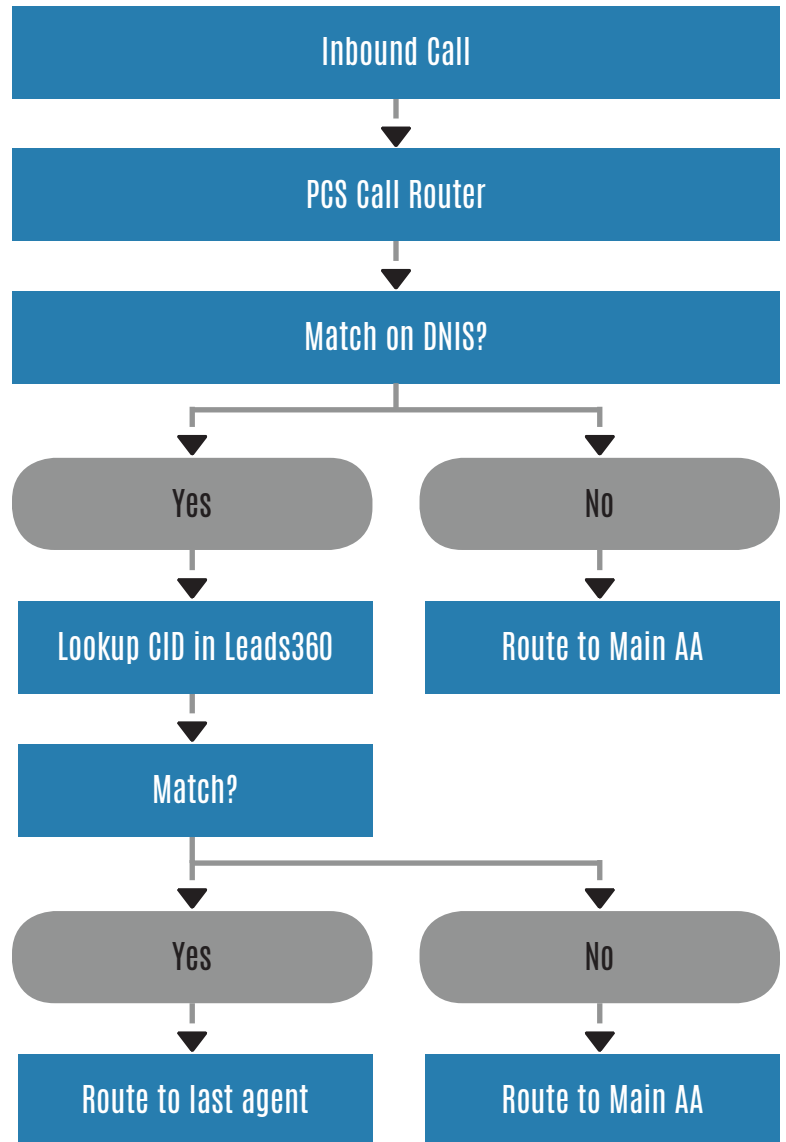 Inbound Call
PCS Call Router
Match on DNIS?
Yes
No
Lookup CID in Leads360
Route to Main AA
Match?
Yes
No
Route to last agent
Route to Main AA